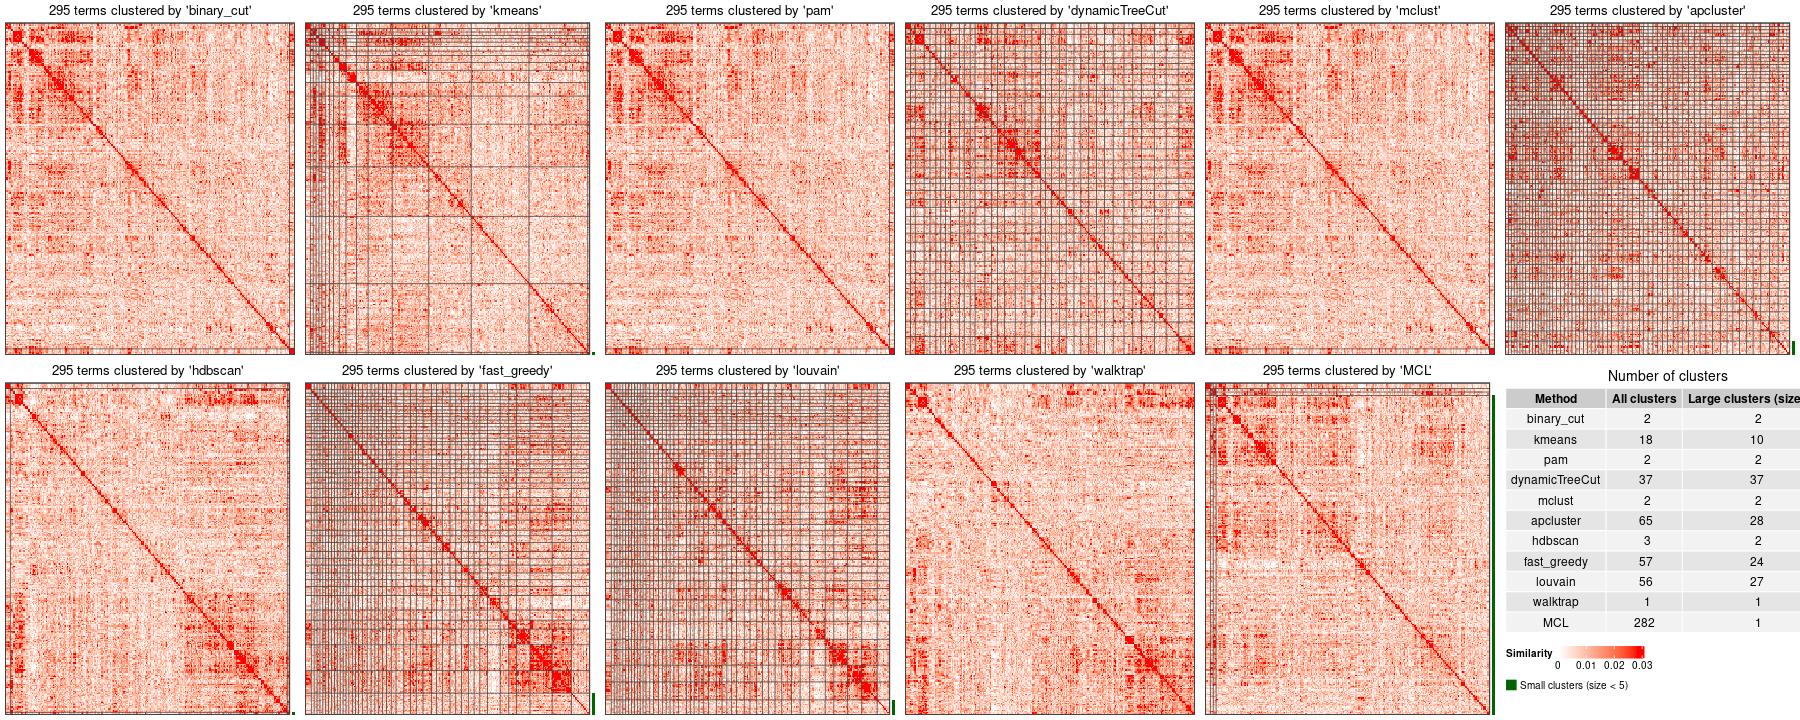 295 terms clustered by 'binary_cut'
295 terms clustered by 'kmeans'
295 terms clustered by 'pam'
295 terms clustered by 'dynamicTreeCut'
295 terms clustered by 'mclust'
295 terms clustered by 'apcluster'
295 terms clustered by 'hdbscan'
295 terms clustered by 'fast_greedy'
295 terms clustered by 'louvain'
295 terms clustered by 'walktrap'
295 terms clustered by 'MCL'
Number of clusters
Method All clusters Large clusters (size
binary_cut 2 2
kmeans 18 10
pam 2 2
dynamicTreeCut 37 37
mclust 2 2
apcluster 65 28
hdbscan 3 2
fast_greedy 57 24
louvain 56 27
walktrap 1 1
MCL 282 1
Similarity
0 0.01 0.02 0.03
Small clusters (size < 5)